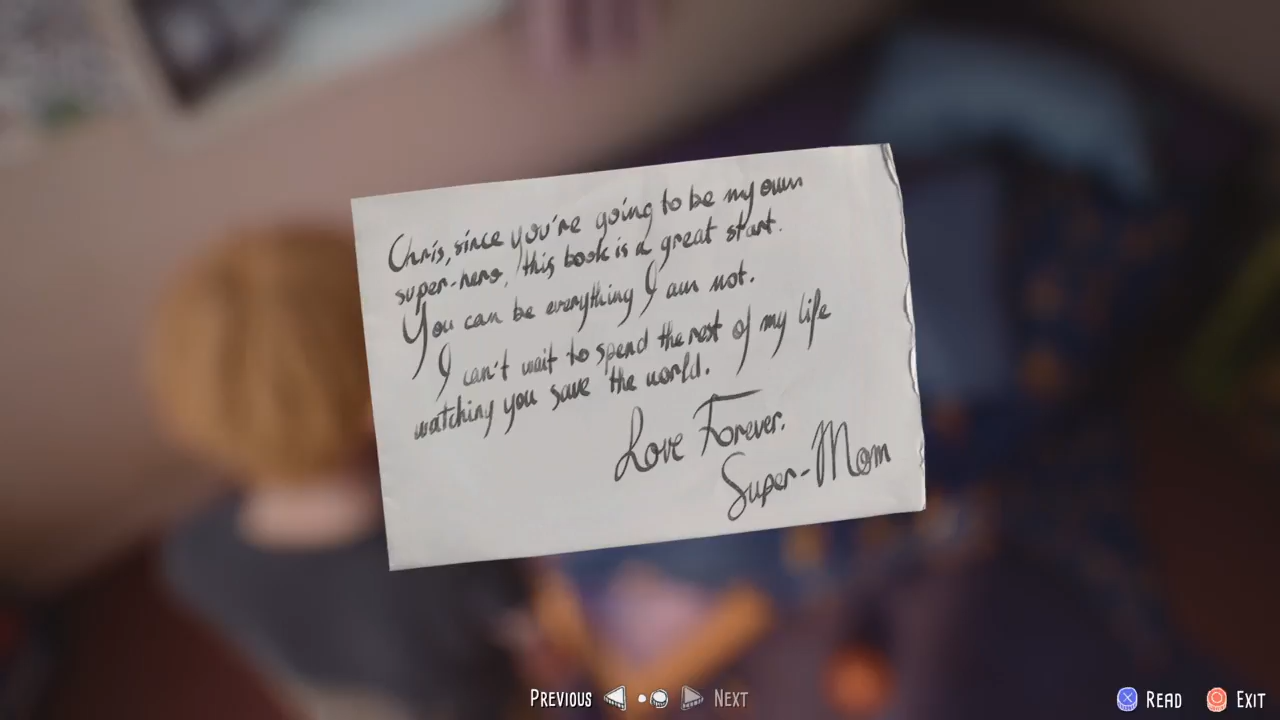 Chris, since you're going to be my own
super-hero, this book is a great start.
You can be everything I am not.
I can't wait to spend the rest of my life
watching you save the world.
Love Forever.
Super-Mom
Previous Next
Read Exit